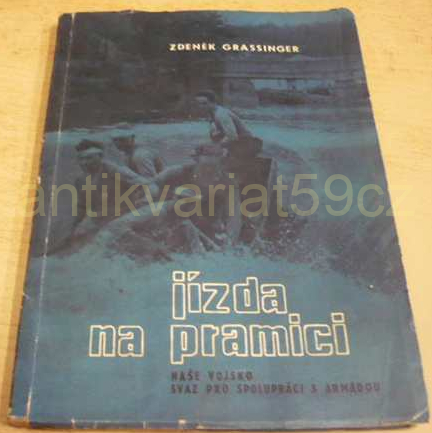 ZDENĚK GRASSINGER
antikvariat59.cz
jízda
na pramici
NAŠE VOJSKO
SVAZ PRO SPOLUPRÁCI S ARMÁDOU